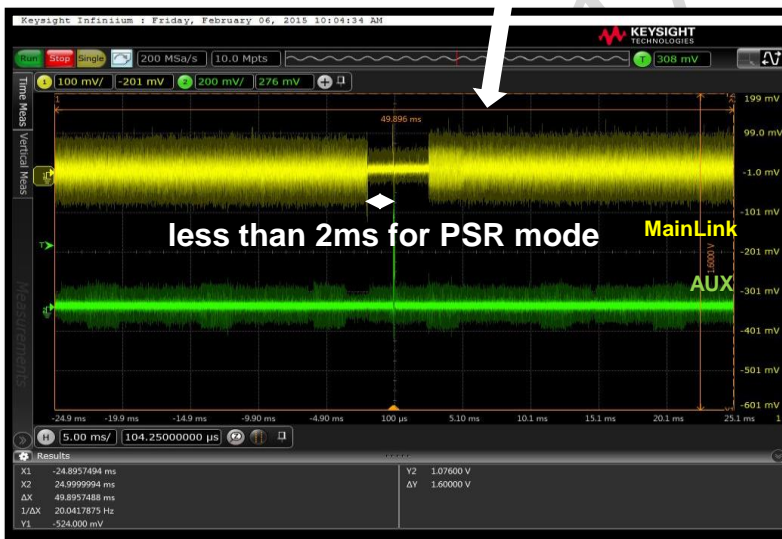 Keysight Infiniium : Friday, February 06, 2015 10:04:34 AM
KEYSIGHT
TECHNOLOGIES
Run Stop Single 200 MSa/s 10.0 Mpts T 308 mV
1 100 mV/ -201 mV 2 200 mV/ 276 mV
Time Meas
Vertical Meas
Measurements
1
199 mV
49.896 ms
99.0 mV
-1.0 mV
-101 mV
less than 2ms for PSR mode
MainLink
T
-201 mV
1.6000 V
AUX
-301 mV
-401 mV
-501 mV
-601 mV
-24.9 ms -19.9 ms -14.9 ms -9.90 ms -4.90 ms 100 µs 5.10 ms 10.1 ms 15.1 ms 20.1 ms 25.1 ms 1
H 5.00 ms/ 104.25000000 µs
Results
X1 -24.8957494 ms
X2 24.9999994 ms
ΔX 49.8957488 ms
1/ΔX 20.0417875 Hz
Y1 -524.000 mV
Y2 1.07600 V
ΔY 1.60000 V